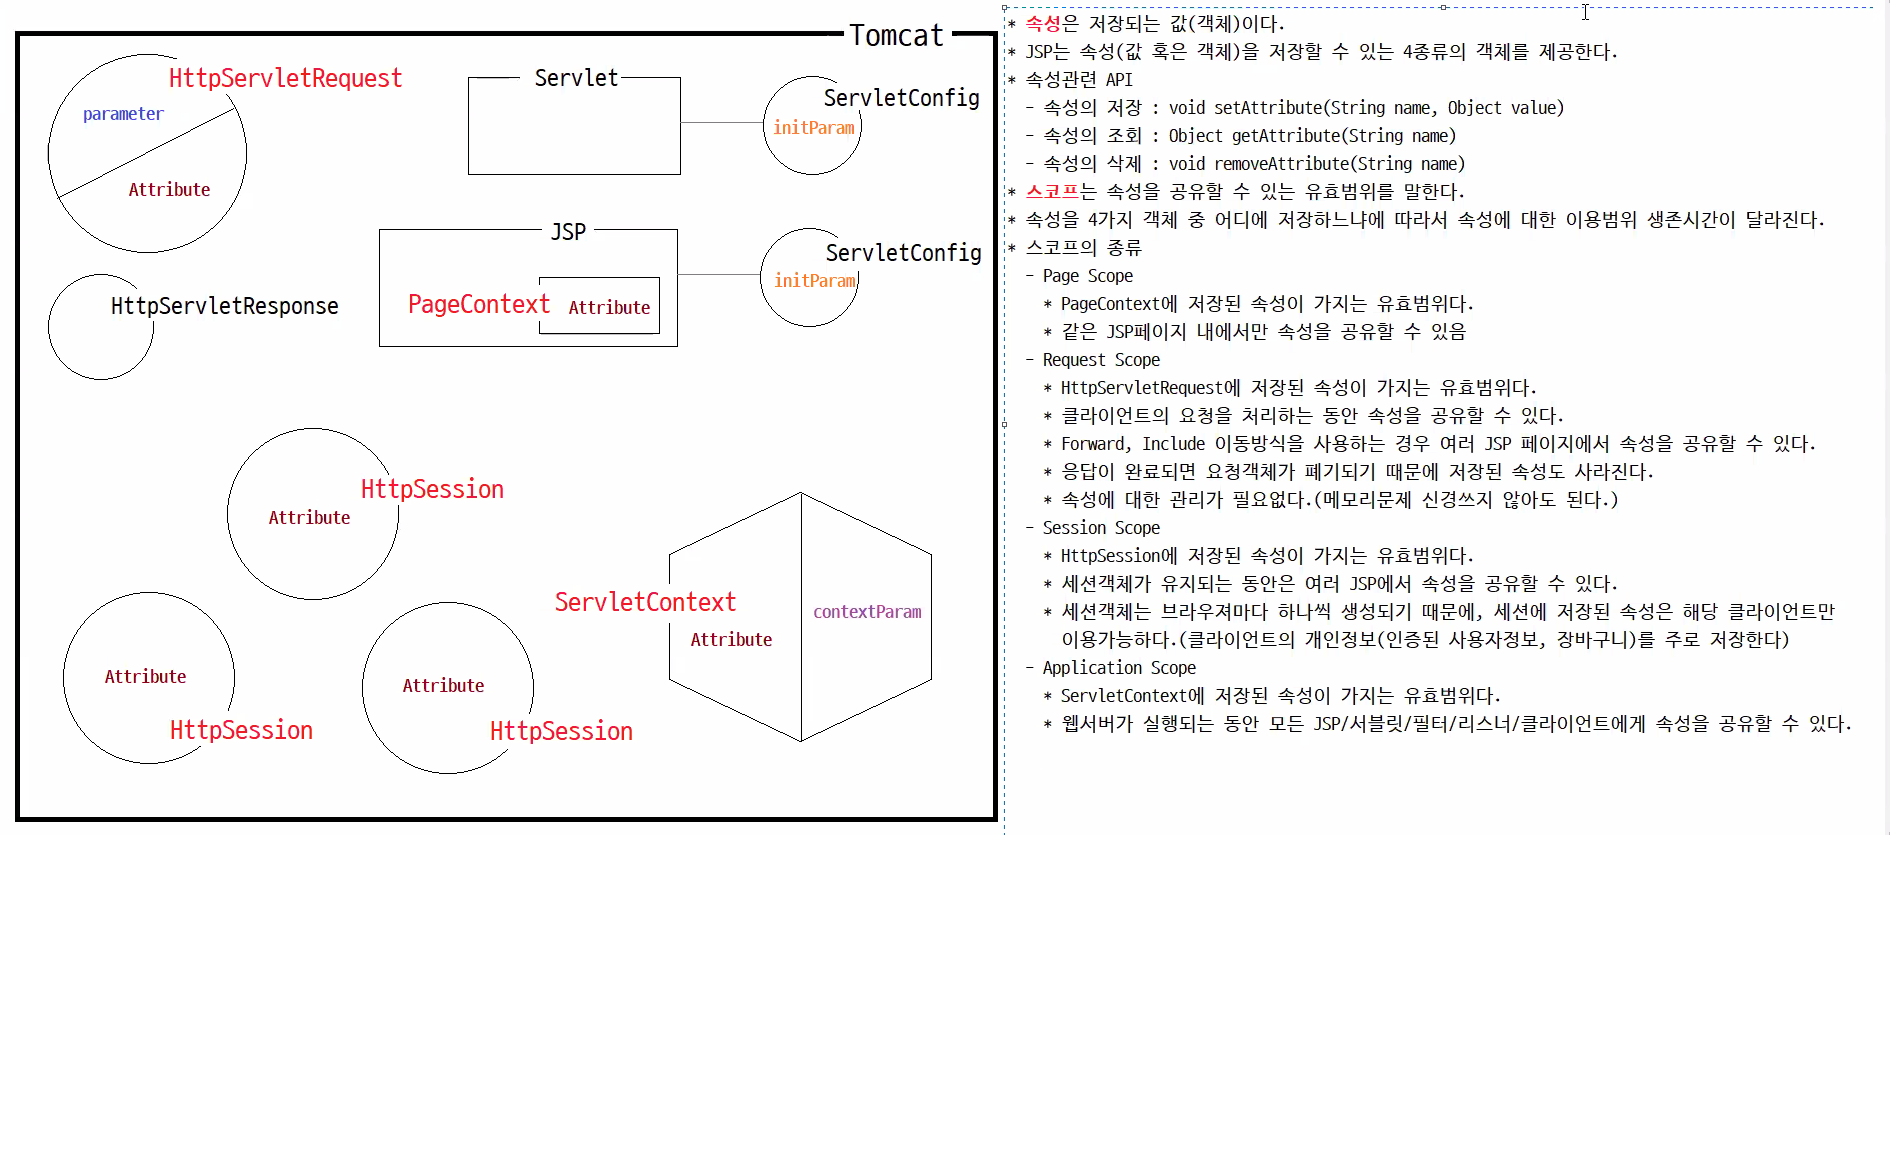 Tomcat
HttpServletRequest
parameter
Attribute
Servlet
ServletConfig
initParam
JSP
PageContext
Attribute
ServletConfig
initParam
HttpServletResponse
HttpSession
Attribute
ServletContext
Attribute
contextParam
Attribute
HttpSession
Attribute
HttpSession
* 속성은 저장되는 값(객체)이다.
* JSP는 속성(값 혹은 객체)을 저장할 수 있는 4종류의 객체를 제공한다.
* 속성관련 API
- 속성의 저장 : void setAttribute(String name, Object value)
- 속성의 조회 : Object getAttribute(String name)
- 속성의 삭제 : void removeAttribute(String name)
* 스코프는 속성을 공유할 수 있는 유효범위를 말한다.
* 속성을 4가지 객체 중 어디에 저장하느냐에 따라서 속성에 대한 이용범위 생존시간이 달라진다.
* 스코프의 종류
- Page Scope
* PageContext에 저장된 속성이 가지는 유효범위다.
* 같은 JSP페이지 내에서만 속성을 공유할 수 있음
- Request Scope
* HttpServletRequest에 저장된 속성이 가지는 유효범위다.
* 클라이언트의 요청을 처리하는 동안 속성을 공유할 수 있다.
* Forward, Include 이동방식을 사용하는 경우 여러 JSP 페이지에서 속성을 공유할 수 있다.
* 응답이 완료되면 요청객체가 폐기되기 때문에 저장된 속성도 사라진다.
* 속성에 대한 관리가 필요없다.(메모리문제 신경쓰지 않아도 된다.)
- Session Scope
* HttpSession에 저장된 속성이 가지는 유효범위다.
* 세션객체가 유지되는 동안은 여러 JSP에서 속성을 공유할 수 있다.
* 세션객체는 브라우져마다 하나씩 생성되기 때문에, 세션에 저장된 속성은 해당 클라이언트만
이용가능하다.(클라이언트의 개인정보(인증된 사용자정보, 장바구니)를 주로 저장한다)
- Application Scope
* ServletContext에 저장된 속성이 가지는 유효범위다.
* 웹서버가 실행되는 동안 모든 JSP/서블릿/필터/리스너/클라이언트에게 속성을 공유할 수 있다.